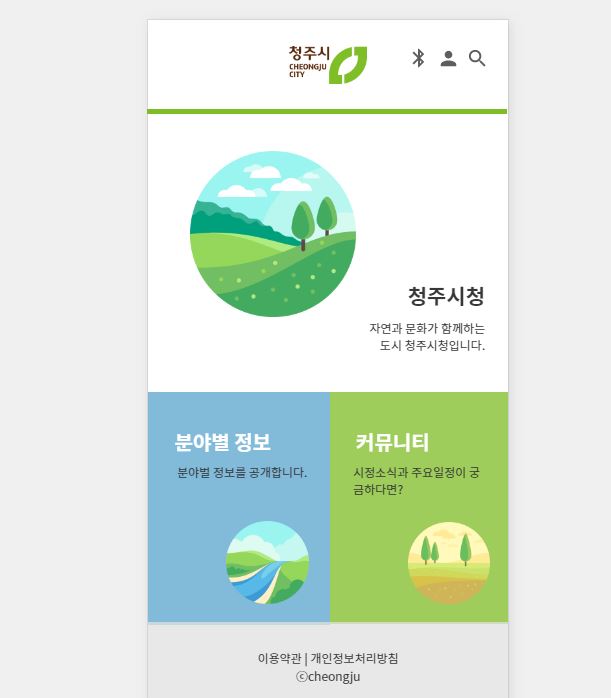 청주시
CHEONGJU
CITY
청주시청
자연과 문화가 함께하는
도시 청주시청입니다.
분야별 정보
분야벌 정보를 공개합니다.
커뮤니티
시정소식과 주요일정이 궁
금하다면?
이용약관 | 개인정보처리방침
ⓒcheongju